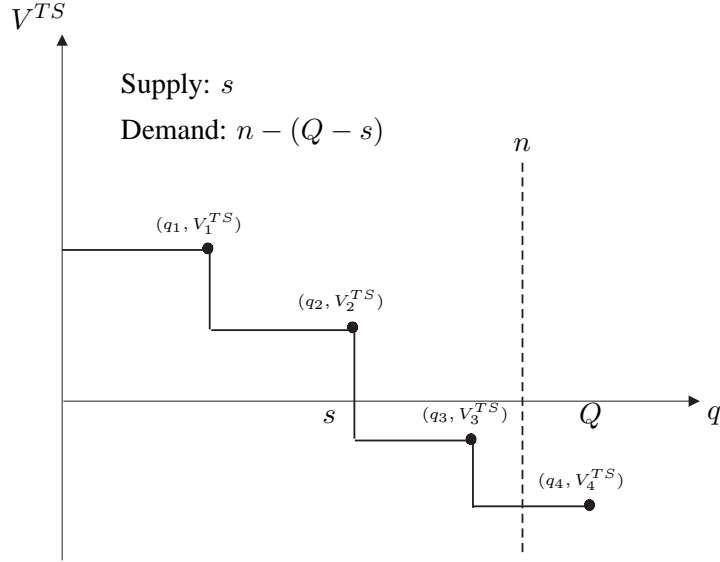 V^{TS}
Supply: s
Demand: n − (Q − s)
n
(q_1, V_1^{TS})
(q_2, V_2^{TS})
s
(q_3, V_3^{TS})
Q
q
(q_4, V_4^{TS})